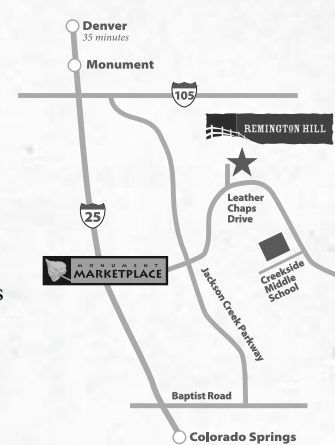 Denver
35 minutes
Monument
105
REMINGTON HILL
Leather
Chaps
Drive
25
MONUMENT
MARKETPLACE
Creekside
Middle
School
Jackson Creek Parkway
s
Baptist Road
Colorado Springs